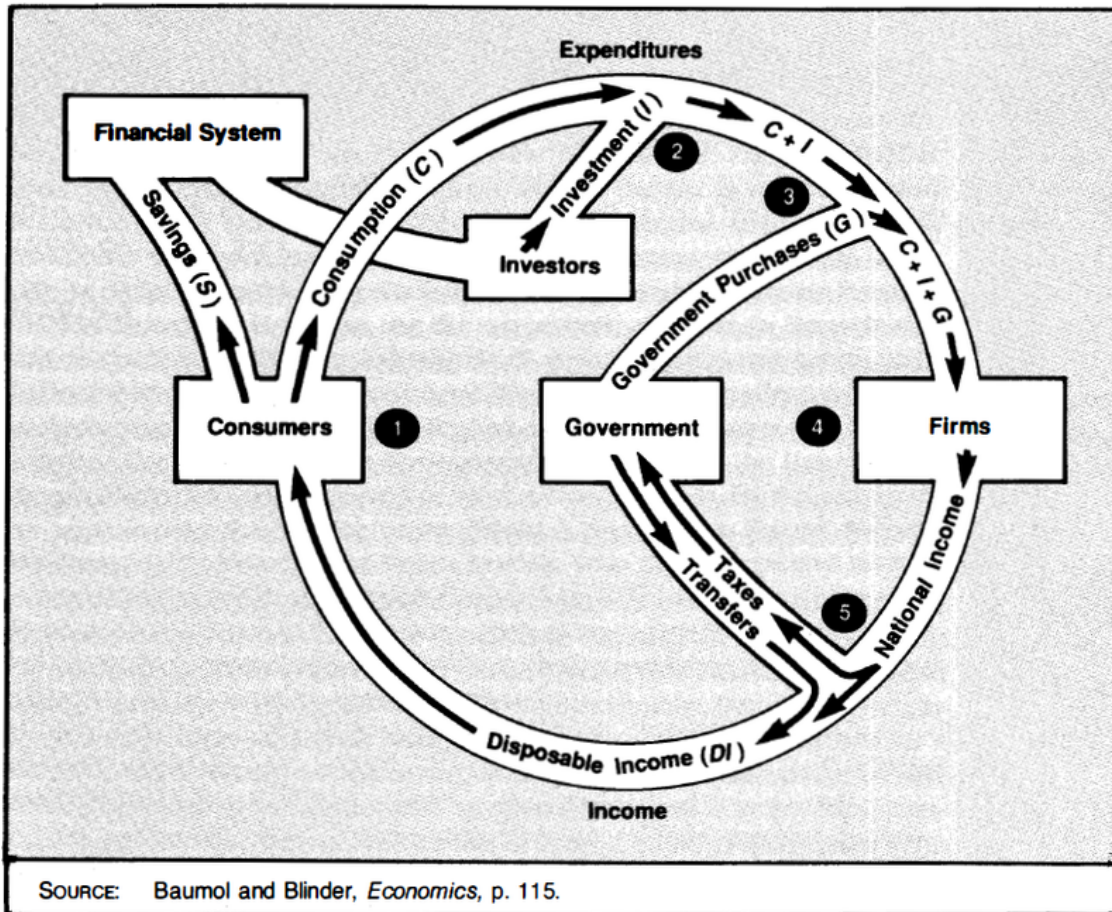 Expenditures
Financial System
Savings (S)
Consumption (C)
Investment (I)
2
C + I
3
Investors
Government Purchases (G)
C + I + G
Consumers
1
Government
4
Firms
Taxes
Transfers
5
National Income
Disposable Income (DI)
Income
SOURCE: Baumol and Blinder, Economics, p. 115.